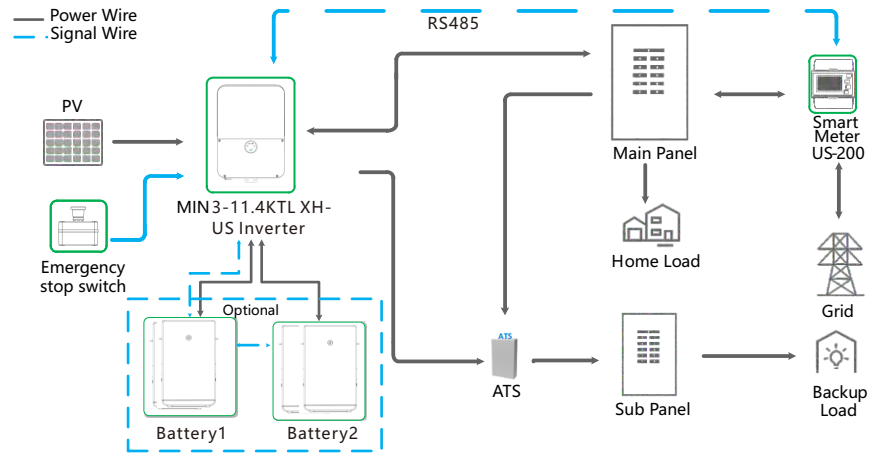 Power Wire
Signal Wire
RS485
PV
Main Panel
Smart
Meter
US-200
MIN3-11.4KTL XH-
US Inverter
Emergency
stop switch
Home Load
Optional
Grid
ATS
ATS
Sub Panel
Backup
Load
Battery1
Battery2